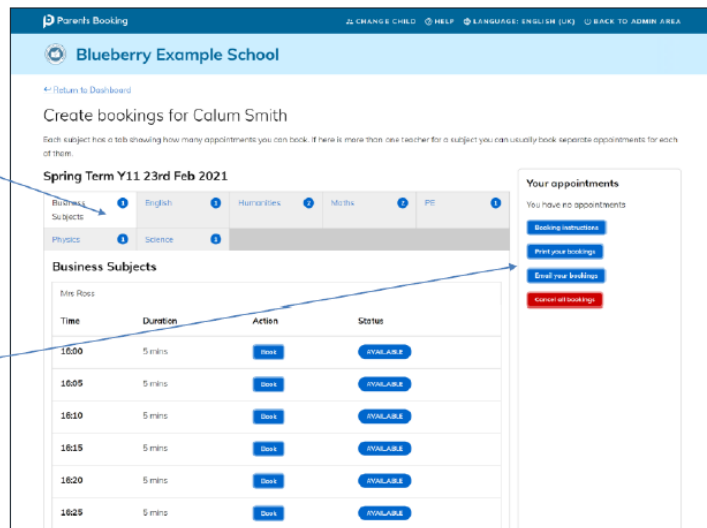 Parents Booking
CHANGE CHILD HELP LANGUAGE: ENGLISH (UK) BACK TO ADMIN AREA
Blueberry Example School
Return to Dashboard
Create bookings for Calum Smith
Each subject has a tab showing how many appointments you can book. If here is more than one teacher for a subject you can usually book separate appointments for each
of them.
Spring Term Y11 23rd Feb 2021
Business Subjects 1 English 1 Humanities 2 Maths 2 PE 1
Physics 1 Science 1
Business Subjects
Mrs Ross
Time Duration Action Status
16:00 5 mins Book AVAILABLE
16:05 5 mins Book AVAILABLE
16:10 5 mins Book AVAILABLE
16:15 5 mins Book AVAILABLE
16:20 5 mins Book AVAILABLE
16:25 5 mins Book AVAILABLE
Your appointments
You have no appointments
Booking instructions
Print your bookings
Email your bookings
Cancel all bookings